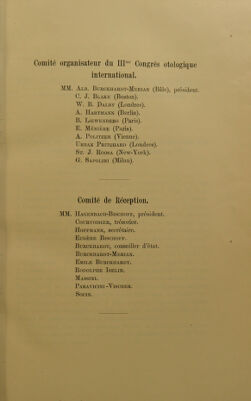 Comité organisateur du IIIme Congrès otologique
international.
MM. Alb. Burckhardt-Merian (Bâle), président.
C. J. Blake (Boston).
W. B. Dalby (Londres).
A. Hartmann (Berlin).
B. Lœwenberg (Paris).
E. Ménière (Paris).
A. Politzer (Vienne).
Urban Pritchard (Londres).
St. J. Roosa (New-York).
G. Sapolini (Milan).
Comité de Réception.
MM. Hagenbach-Bischoff, président.
Courvoisier, trésorier.
Hoffmann, secrétaire.
Eugène Bischoff.
Burckhardt, conseiller d'état.
Burckhardt-Merian.
Emile Burckhardt.
Rodolphe Iselin.
Massini.
Paravicini-Vischer.
Socin.